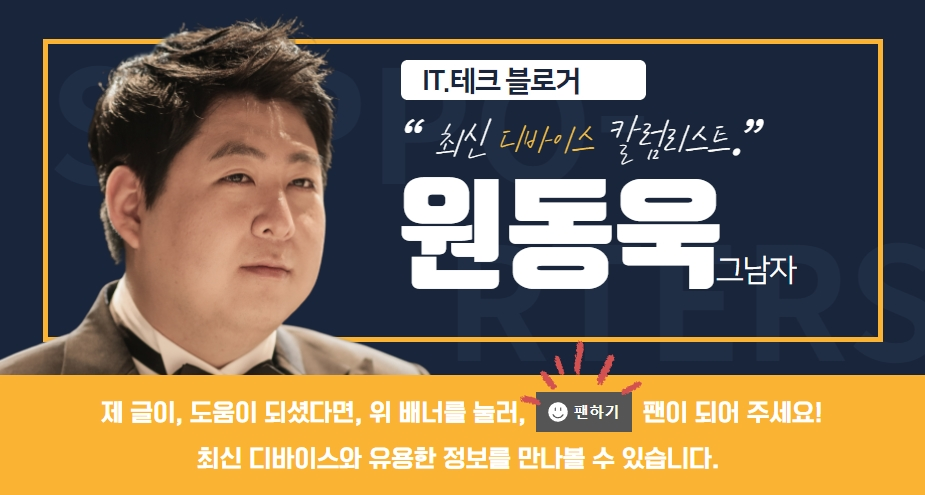 SUPPO
RTERS
IT.테크 블로거
“ 최신 디바이스 칼럼리스트.”
원동욱 그남자
제 글이, 도움이 되셨다면, 위 배너를 눌러, 팬하기 팬이 되어 주세요!
최신 디바이스와 유용한 정보를 만나볼 수 있습니다.